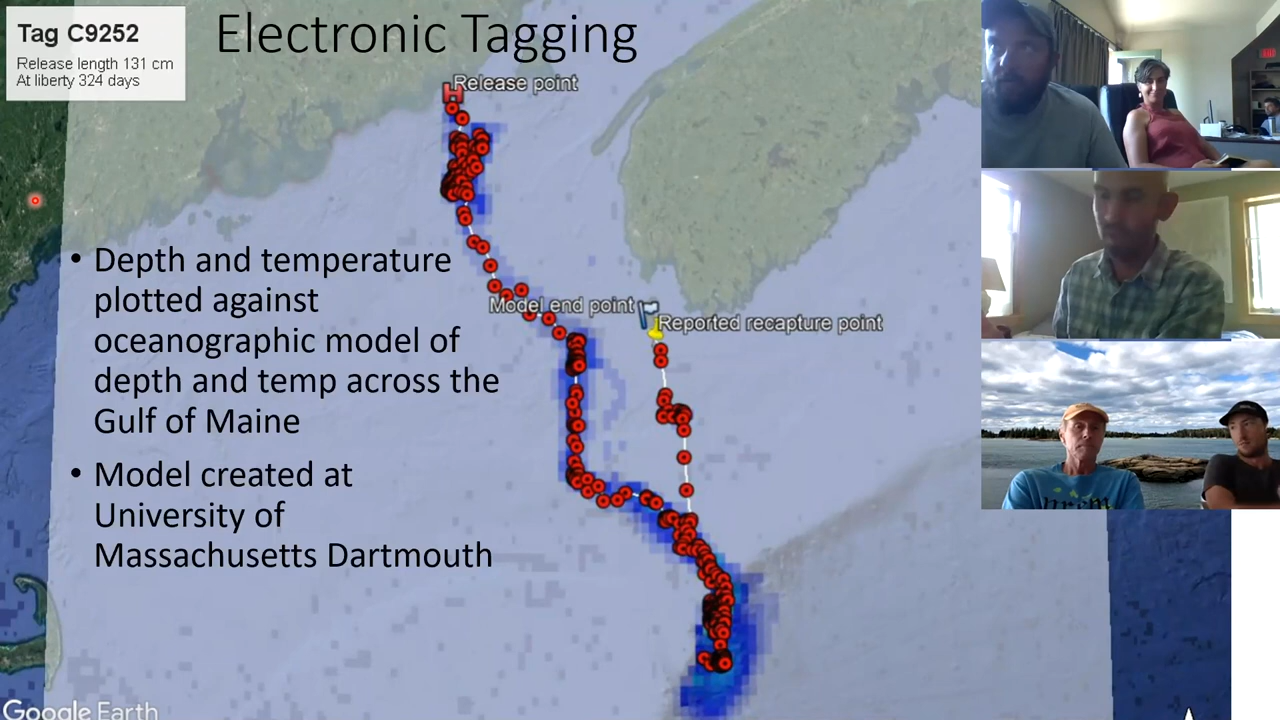 Tag C9252
Release length 131 cm
At liberty 324 days
Electronic Tagging
Release point
• Depth and temperature
plotted against
oceanographic model of
depth and temp across the
Gulf of Maine
Model end point
Reported recapture point
• Model created at
University of
Massachusetts Dartmouth
Google Earth